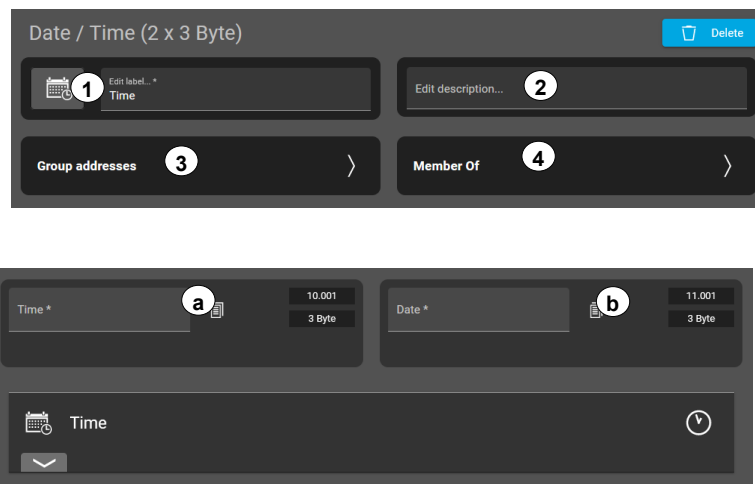 Date / Time (2 x 3 Byte)
Delete
1
Edit label... *
Time
Edit description...
2
Group addresses
3
Member Of
4
Time *
a
10.001
3 Byte
Date *
b
11.001
3 Byte
Time